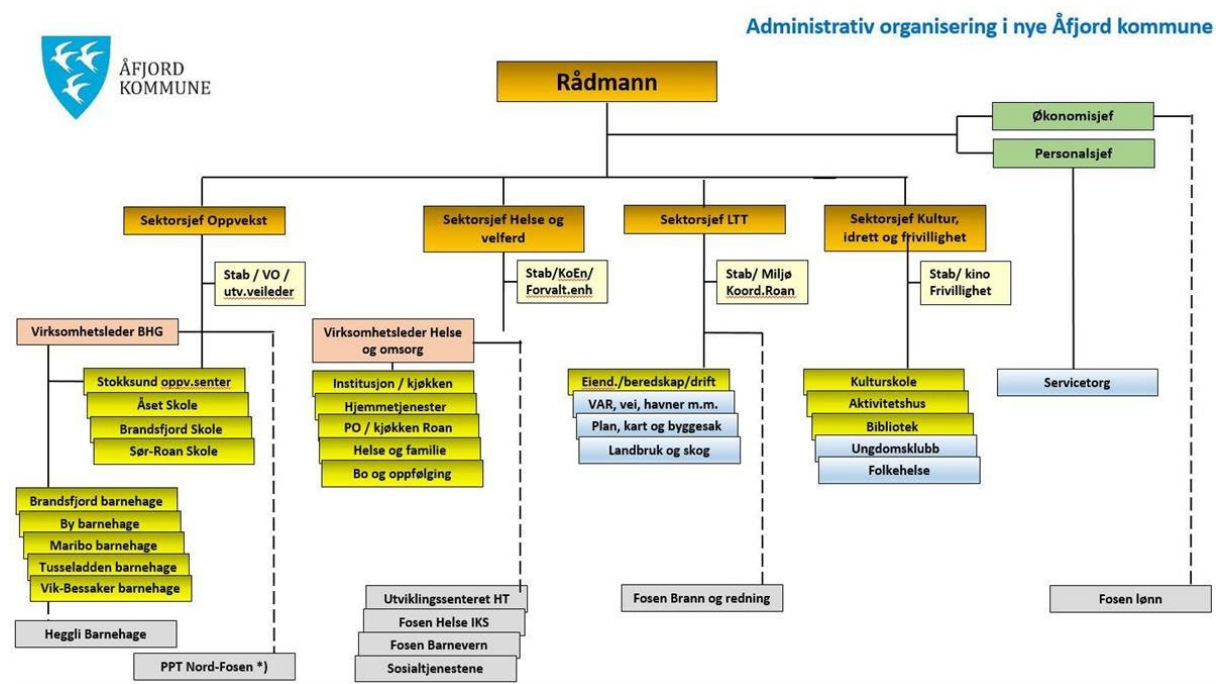 Administrativ organisering i nye Åfjord kommune
ÅFJORD
KOMMUNE
Rådmann
Økonomisjef
Personalsjef
Sektorsjef Oppvekst
Sektorsjef Helse og
velferd
Sektorsjef LTT
Sektorsjef Kultur,
idrett og frivillighet
Stab / VO /
utv.veileder
Stab/KoEn/
Forvalt.enh
Stab/ Miljø
Koord.Roan
Stab/ kino
Frivillighet
Virksomhetsleder BHG
Virksomhetsleder Helse
og omsorg
Stokksund oppv.senter
Åset Skole
Brandsfjord Skole
Sør-Roan Skole
Institusjon / kjøkken
Hjemmetjenester
PO / kjøkken Roan
Helse og familie
Bo og oppfølging
Eiend./beredskap/drift
VAR, vei, havner m.m.
Plan, kart og byggesak
Landbruk og skog
Kulturskole
Aktivitetshus
Bibliotek
Ungdomsklubb
Folkehelse
Servicetorg
Brandsfjord barnehage
By barnehage
Maribo barnehage
Tusseladden barnehage
Vik-Bessaker barnehage
Heggli Barnehage
PPT Nord-Fosen *)
Utviklingssenteret HT
Fosen Helse IKS
Fosen Barnevern
Sosialtjenestene
Fosen Brann og redning
Fosen lønn